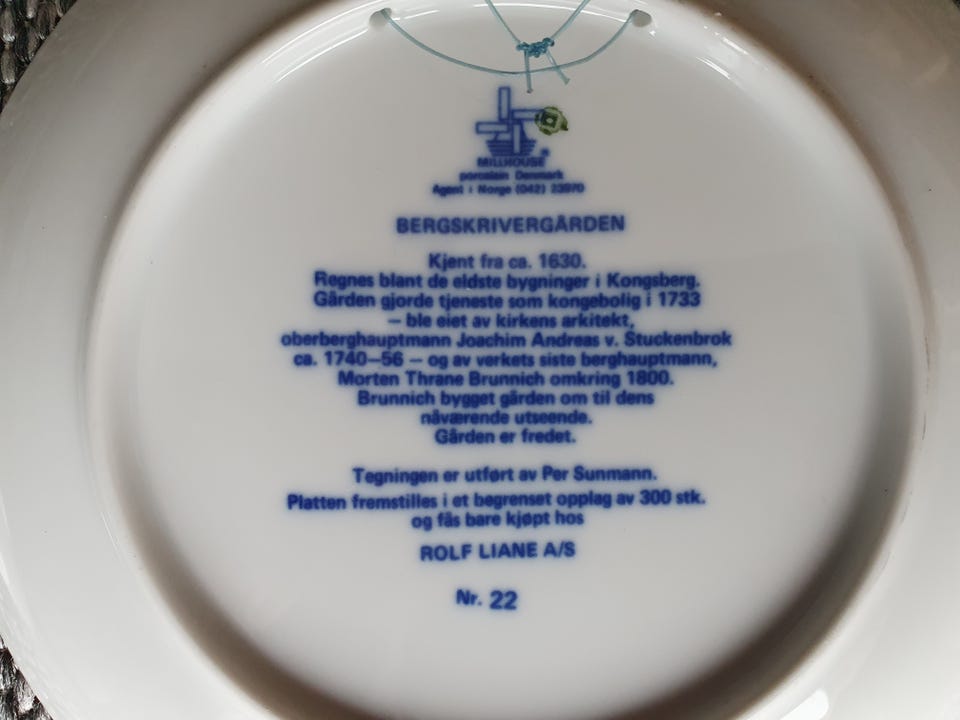 MILLHOUSE
porcelain Denmark
Agent i Norge (042) 23970
BERGSKRIVERGÅRDEN
Kjent fra ca. 1630.
Regnes blant de eldste bygninger i Kongsberg.
Gården gjorde tjeneste som kongebolig i 1733
– ble eiet av kirkens arkitekt,
oberberghauptmann Joachim Andreas v. Stuckenbrok
ca. 1740–56 – og av verkets siste berghauptmann,
Morten Thrane Brunnich omkring 1800.
Brunnich bygget gården om til dens
nåværende utseende.
Gården er fredet.
Tegningen er utført av Per Sunmann.
Platten fremstilles i et begrenset opplag av 300 stk.
og fås bare kjøpt hos
ROLF LIANE A/S
Nr. 22